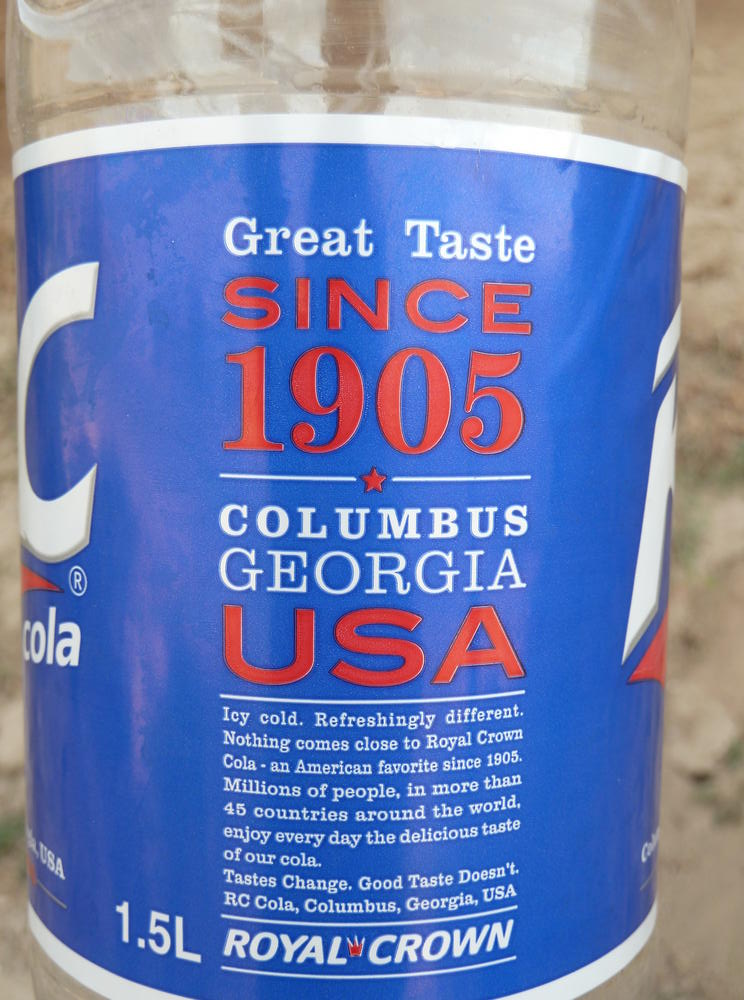 Great Taste
SINCE
1905
COLUMBUS
GEORGIA
USA
Icy cold. Refreshingly different.
Nothing comes close to Royal Crown
Cola - an American favorite since 1905.
Millions of people, in more than
45 countries around the world,
enjoy every day the delicious taste
of our cola.
Tastes Change. Good Taste Doesn't.
RC Cola, Columbus, Georgia, USA
ROYAL CROWN
1.5L
C
®
cola
USA
R